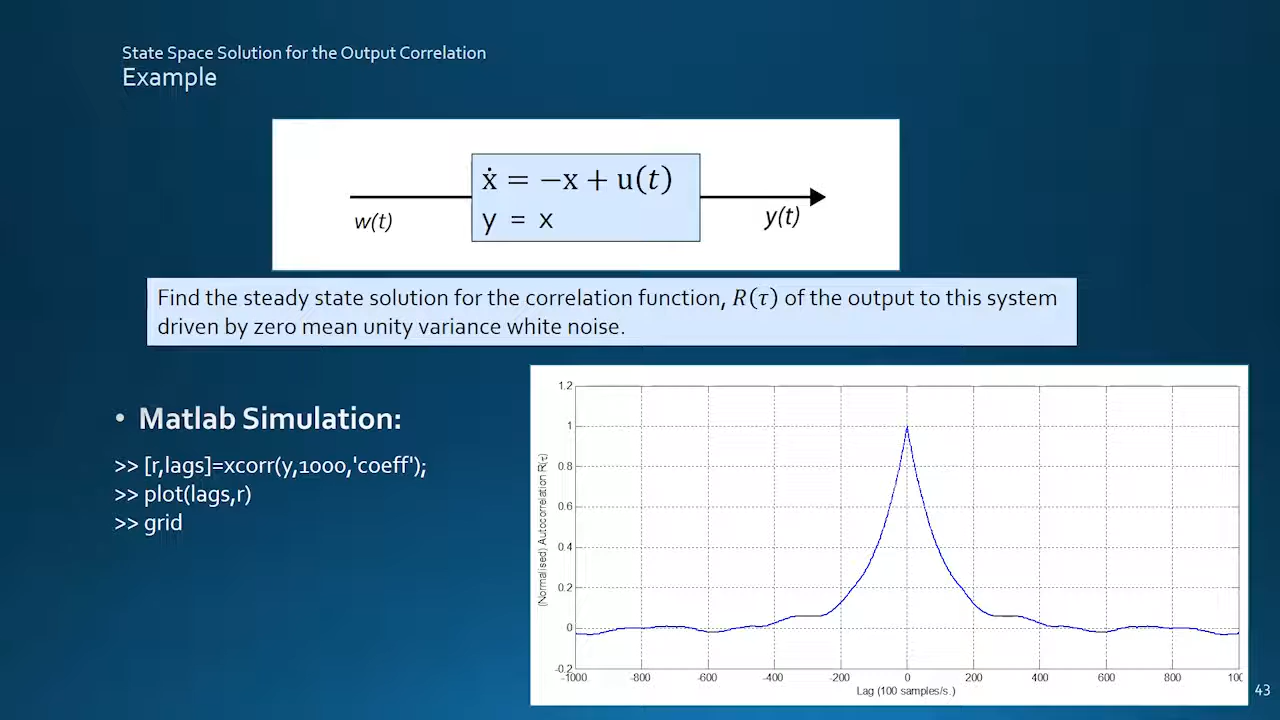 State Space Solution for the Output Correlation
Example
ẋ = −x + u(t)
y = x
w(t)
y(t)
Find the steady state solution for the correlation function, R(τ) of the output to this system
driven by zero mean unity variance white noise.
• Matlab Simulation:
>> [r,lags]=xcorr(y,1000,'coeff');
>> plot(lags,r)
>> grid
(Normalised) Autocorrelation R(τ)
1.2
1
0.8
0.6
0.4
0.2
0
-0.2
-1000 -800 -600 -400 -200 0 200 400 600 800 100
Lag (100 samples/s.)
43